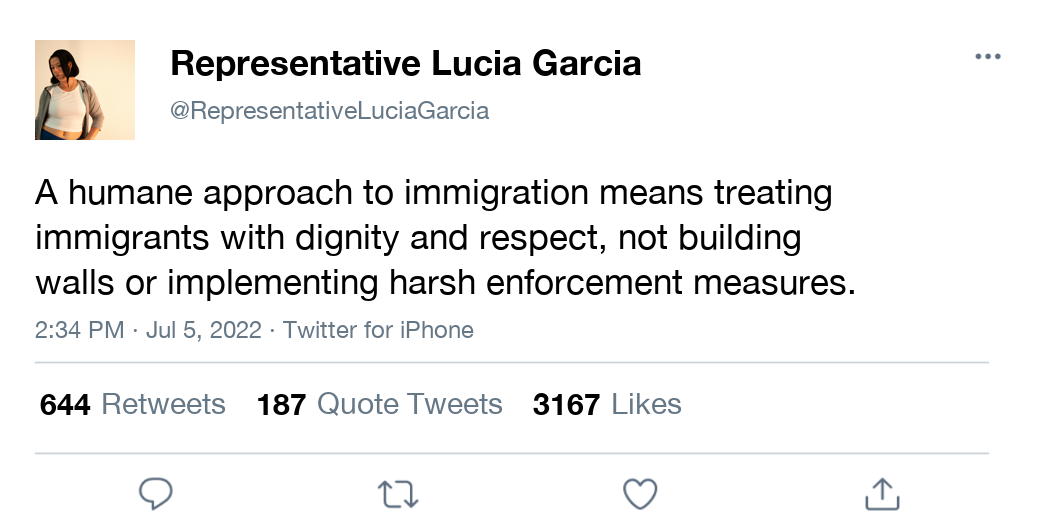 Representative Lucia Garcia
@RepresentativeLuciaGarcia
A humane approach to immigration means treating
immigrants with dignity and respect, not building
walls or implementing harsh enforcement measures.
2:34 PM · Jul 5, 2022 · Twitter for iPhone
644 Retweets 187 Quote Tweets 3167 Likes